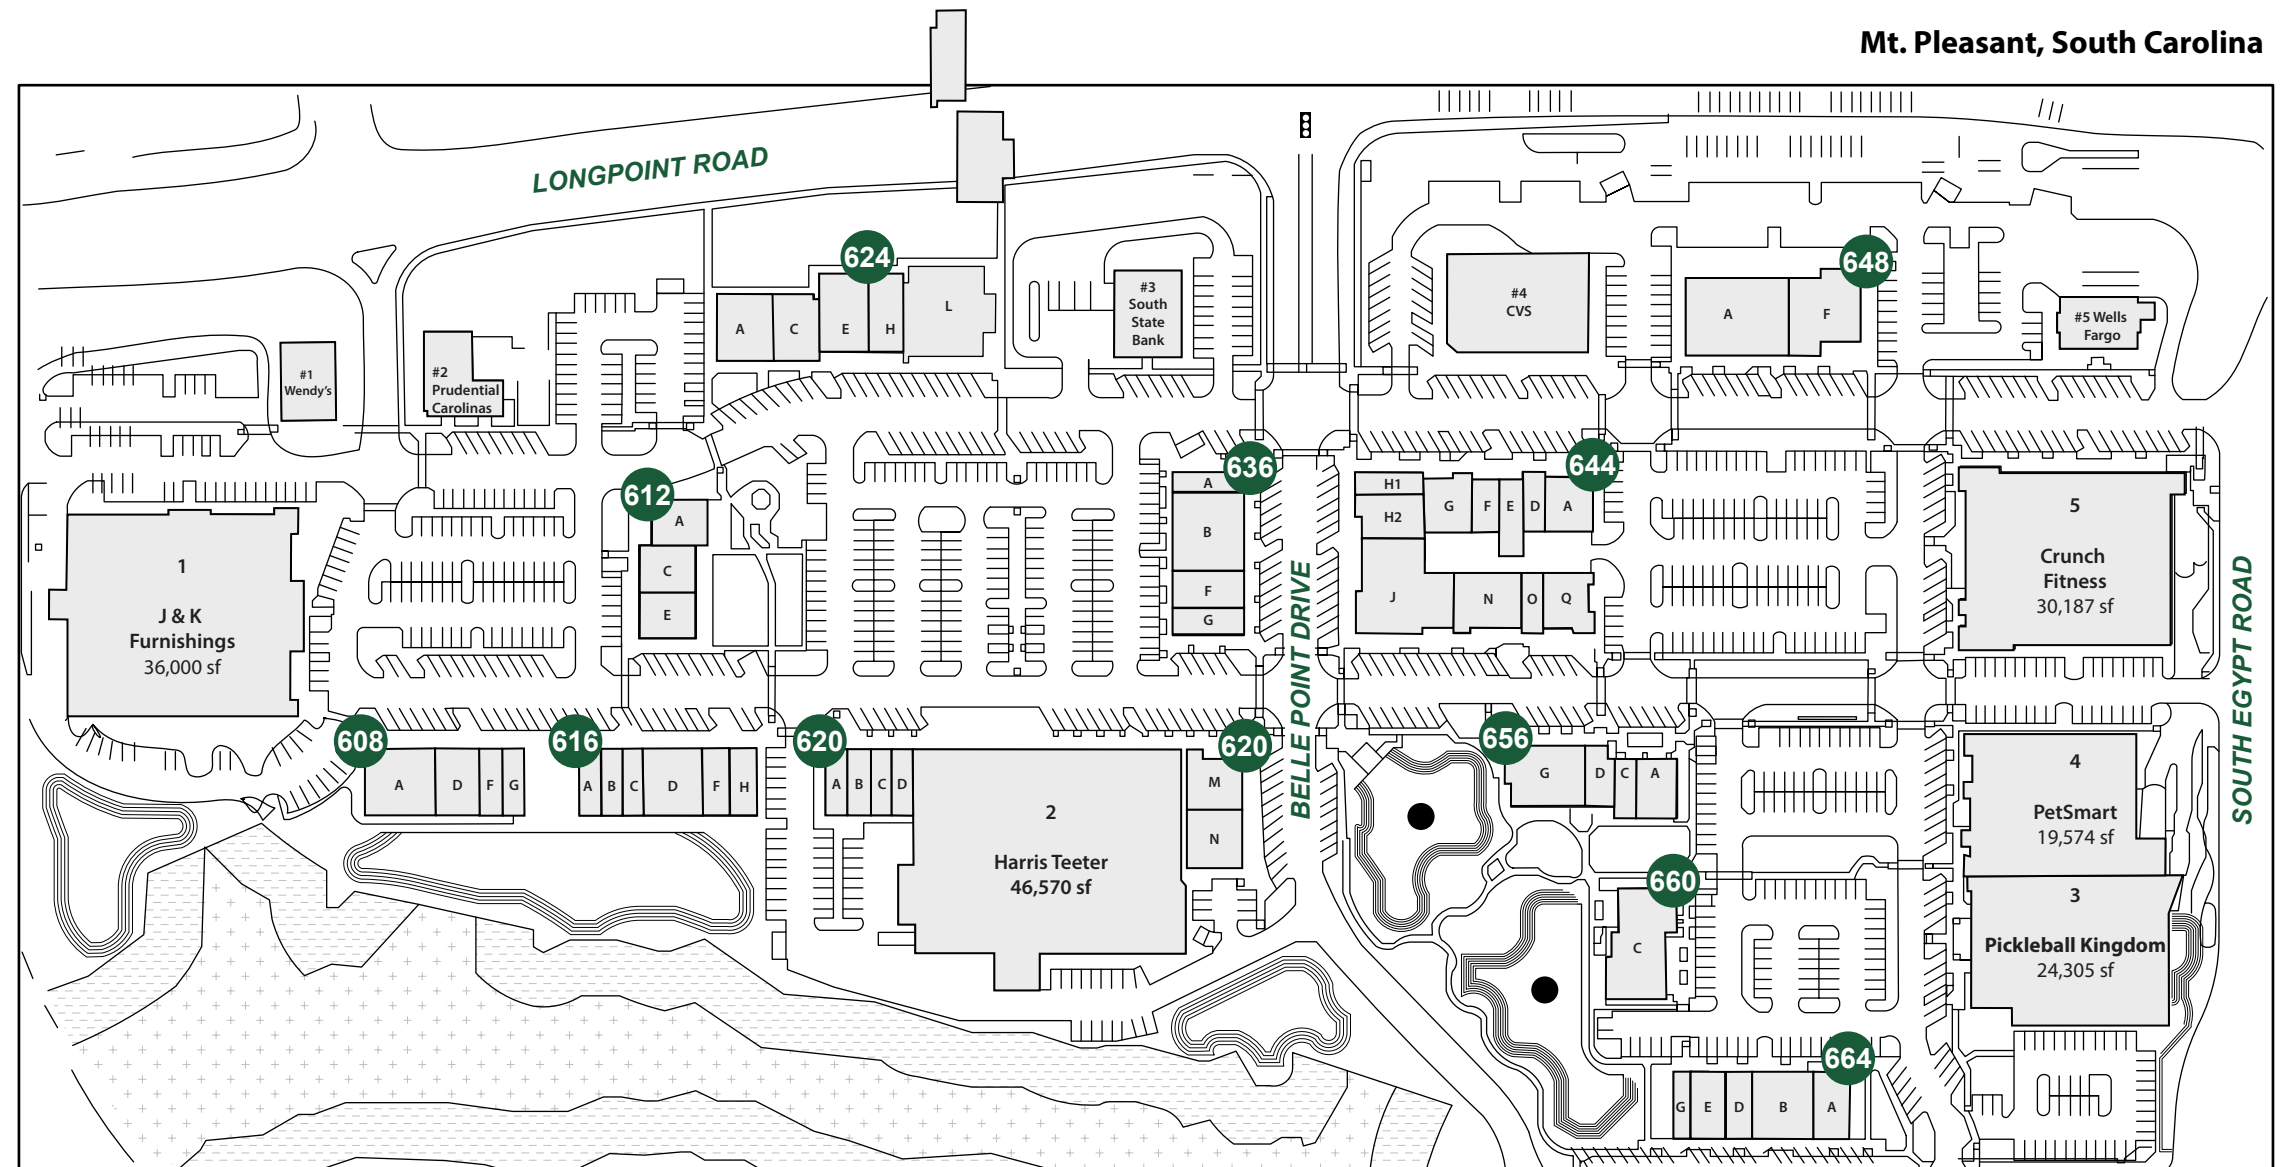 Mt. Pleasant, South Carolina
LONGPOINT ROAD
624
A
C
E
H
L
#3
South
State
Bank
#4
CVS
648
A
F
#5 Wells
Fargo
#1
Wendy's
#2
Prudential
Carolinas
612
A
C
E
636
A
B
F
G
644
H1
H2
G
F
E
D
A
J
N
O
Q
BELLE POINT DRIVE
SOUTH EGYPT ROAD
1
J & K
Furnishings
36,000 sf
5
Crunch
Fitness
30,187 sf
608
A
D
F
G
616
A
B
C
D
F
H
620
A
B
C
D
2
Harris Teeter
46,570 sf
620
M
N
656
G
D
C
A
4
PetSmart
19,574 sf
660
C
3
Pickleball Kingdom
24,305 sf
664
G
E
D
B
A